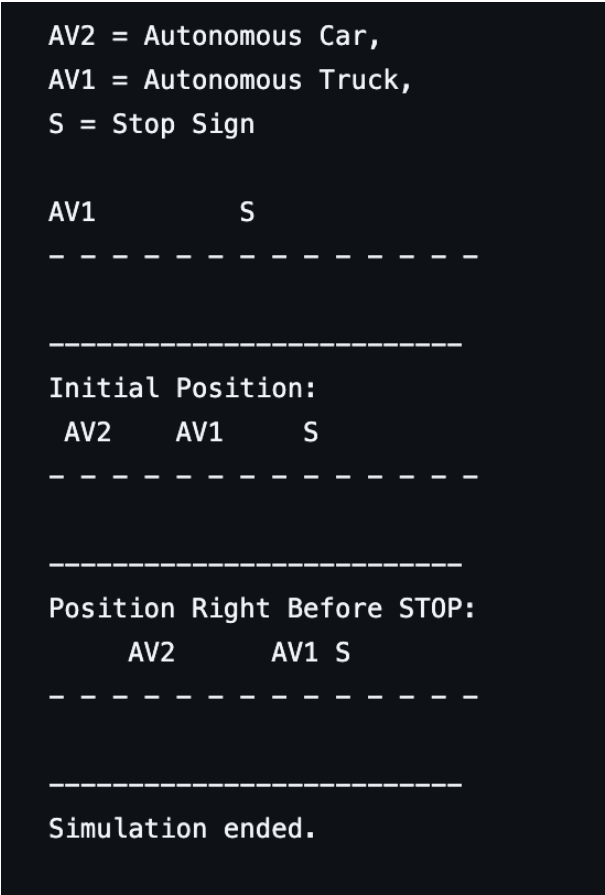 AV2 = Autonomous Car,
AV1 = Autonomous Truck,
S = Stop Sign
AV1         S
- - - - - - - - - - - - - -
--------------------------
Initial Position:
 AV2    AV1     S
- - - - - - - - - - - - - -
--------------------------
Position Right Before STOP:
     AV2      AV1 S
- - - - - - - - - - - - - -
--------------------------
Simulation ended.